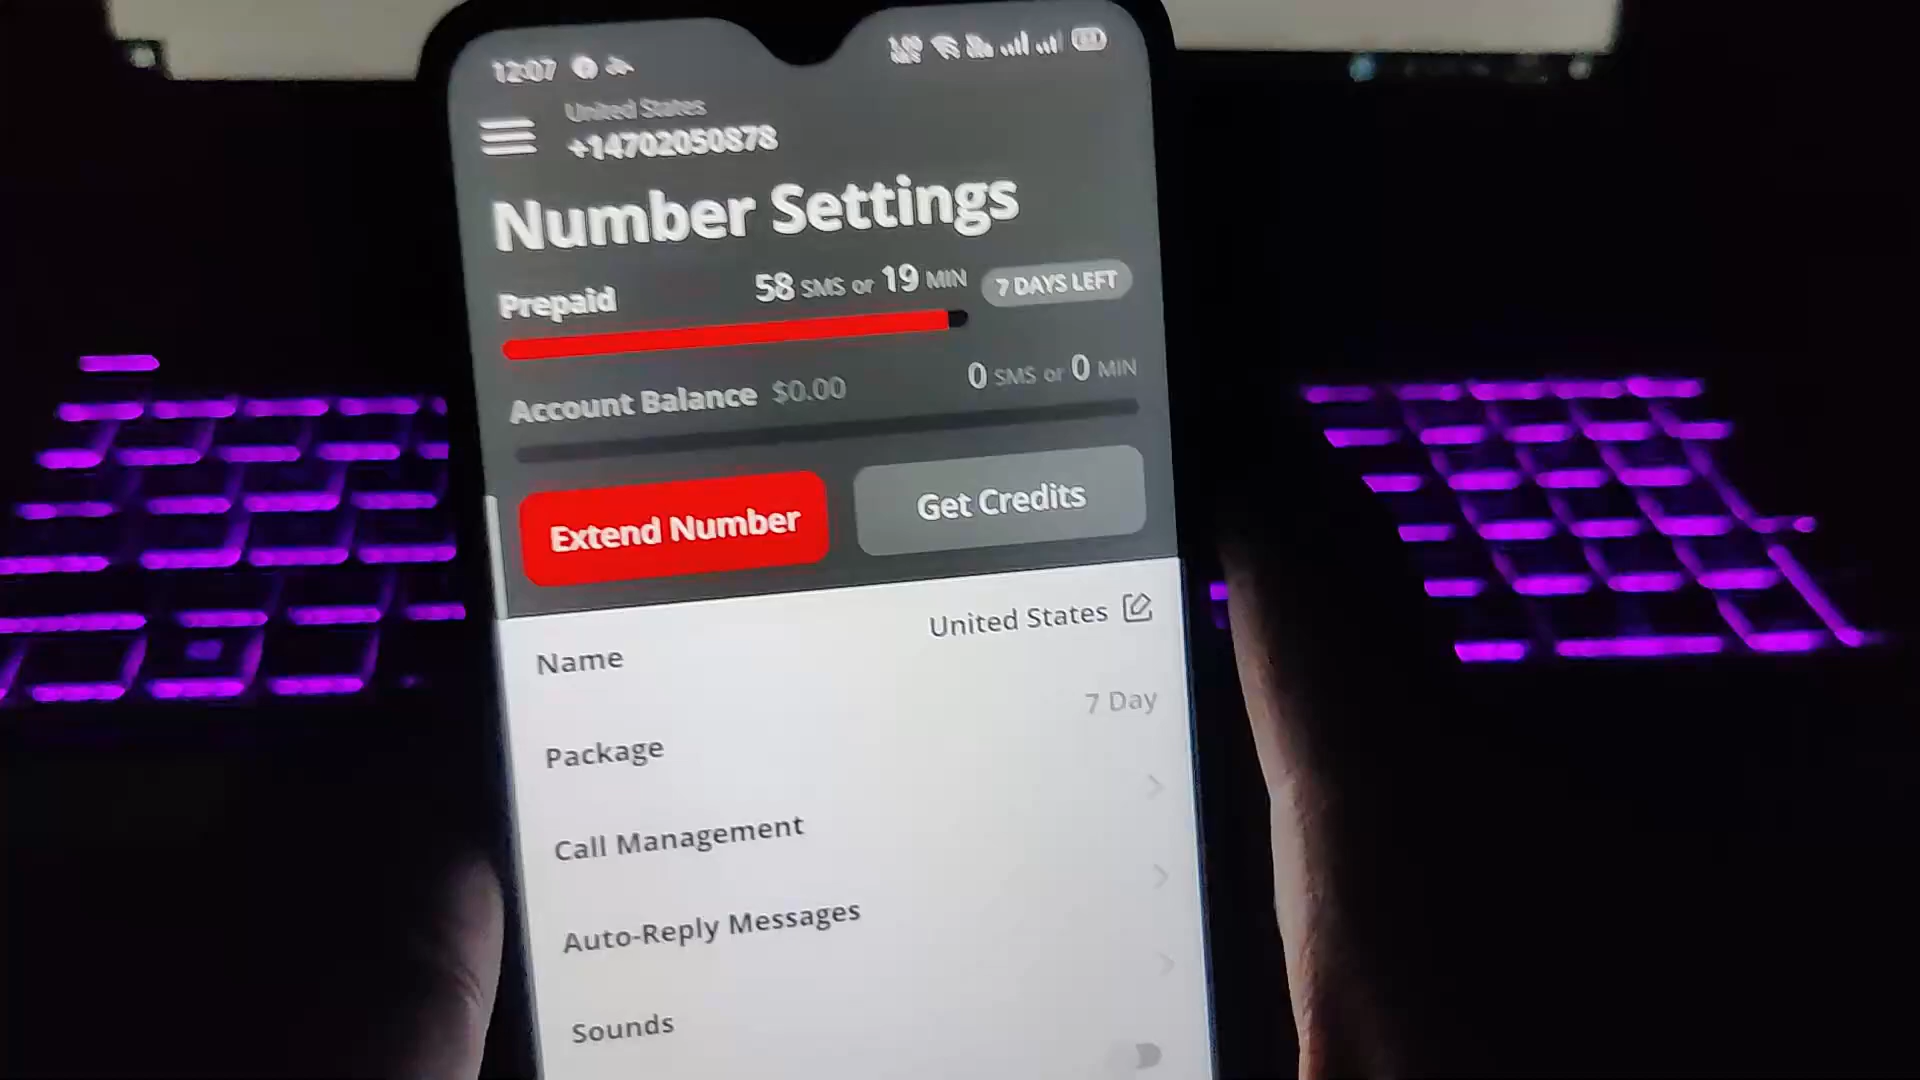 12:07
United States
+14702050878
Number Settings
Prepaid 58 SMS or 19 MIN 7 DAYS LEFT
Account Balance $0.00 0 SMS or 0 MIN
Extend Number Get Credits
Name United States
Package 7 Day
Call Management
Auto-Reply Messages
Sounds